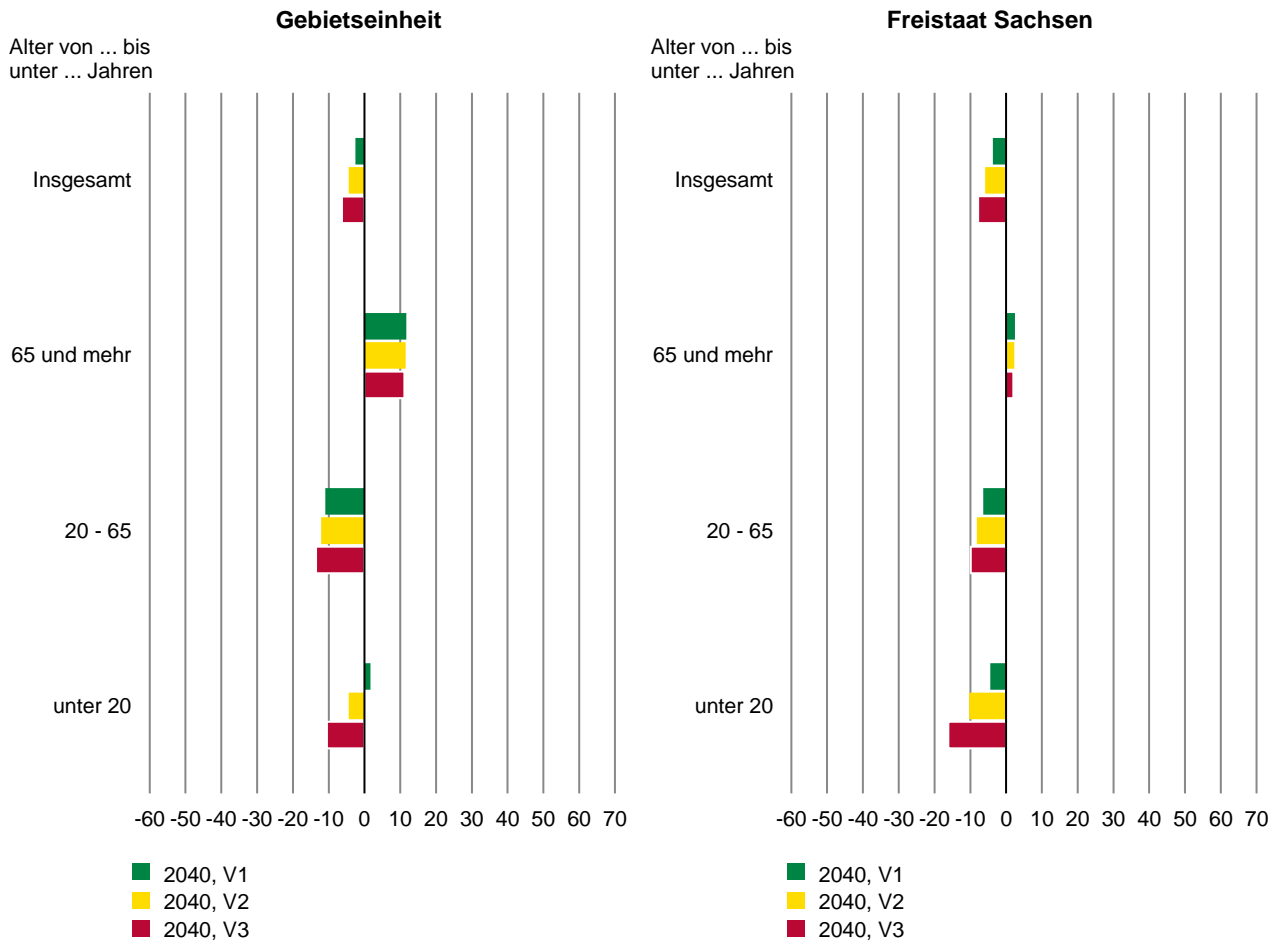 Gebietseinheit
Alter von ... bis
unter ... Jahren
Insgesamt
65 und mehr
20 - 65
unter 20
-60 -50 -40 -30 -20 -10 0 10 20 30 40 50 60 70
2040, V1
2040, V2
2040, V3
Freistaat Sachsen
Alter von ... bis
unter ... Jahren
Insgesamt
65 und mehr
20 - 65
unter 20
-60 -50 -40 -30 -20 -10 0 10 20 30 40 50 60 70
2040, V1
2040, V2
2040, V3